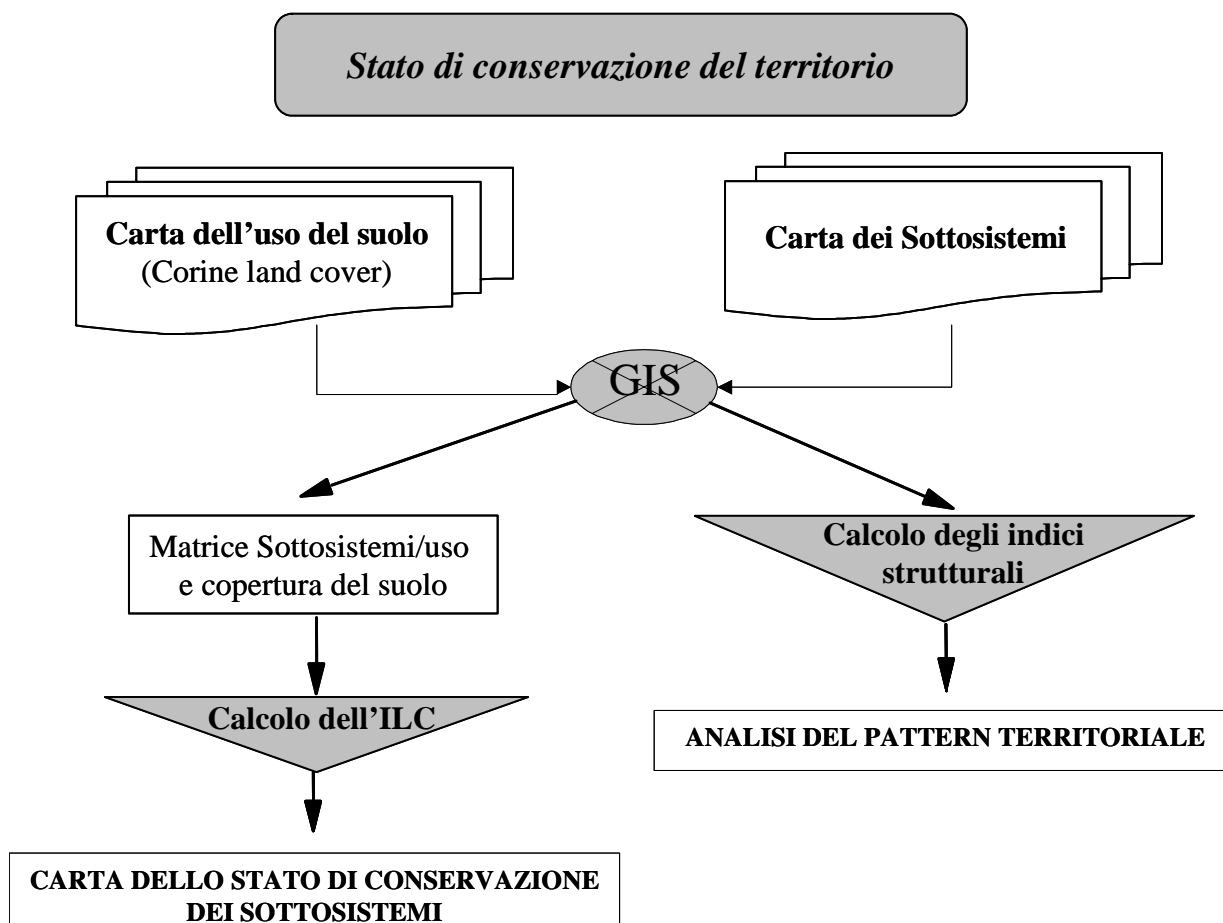 Stato di conservazione del territorio
Carta dell’uso del suolo
(Corine land cover)
Carta dei Sottosistemi
GIS
Matrice Sottosistemi/uso
e copertura del suolo
Calcolo degli indici
strutturali
Calcolo dell’ILC
ANALISI DEL PATTERN TERRITORIALE
CARTA DELLO STATO DI CONSERVAZIONE
DEI SOTTOSISTEMI